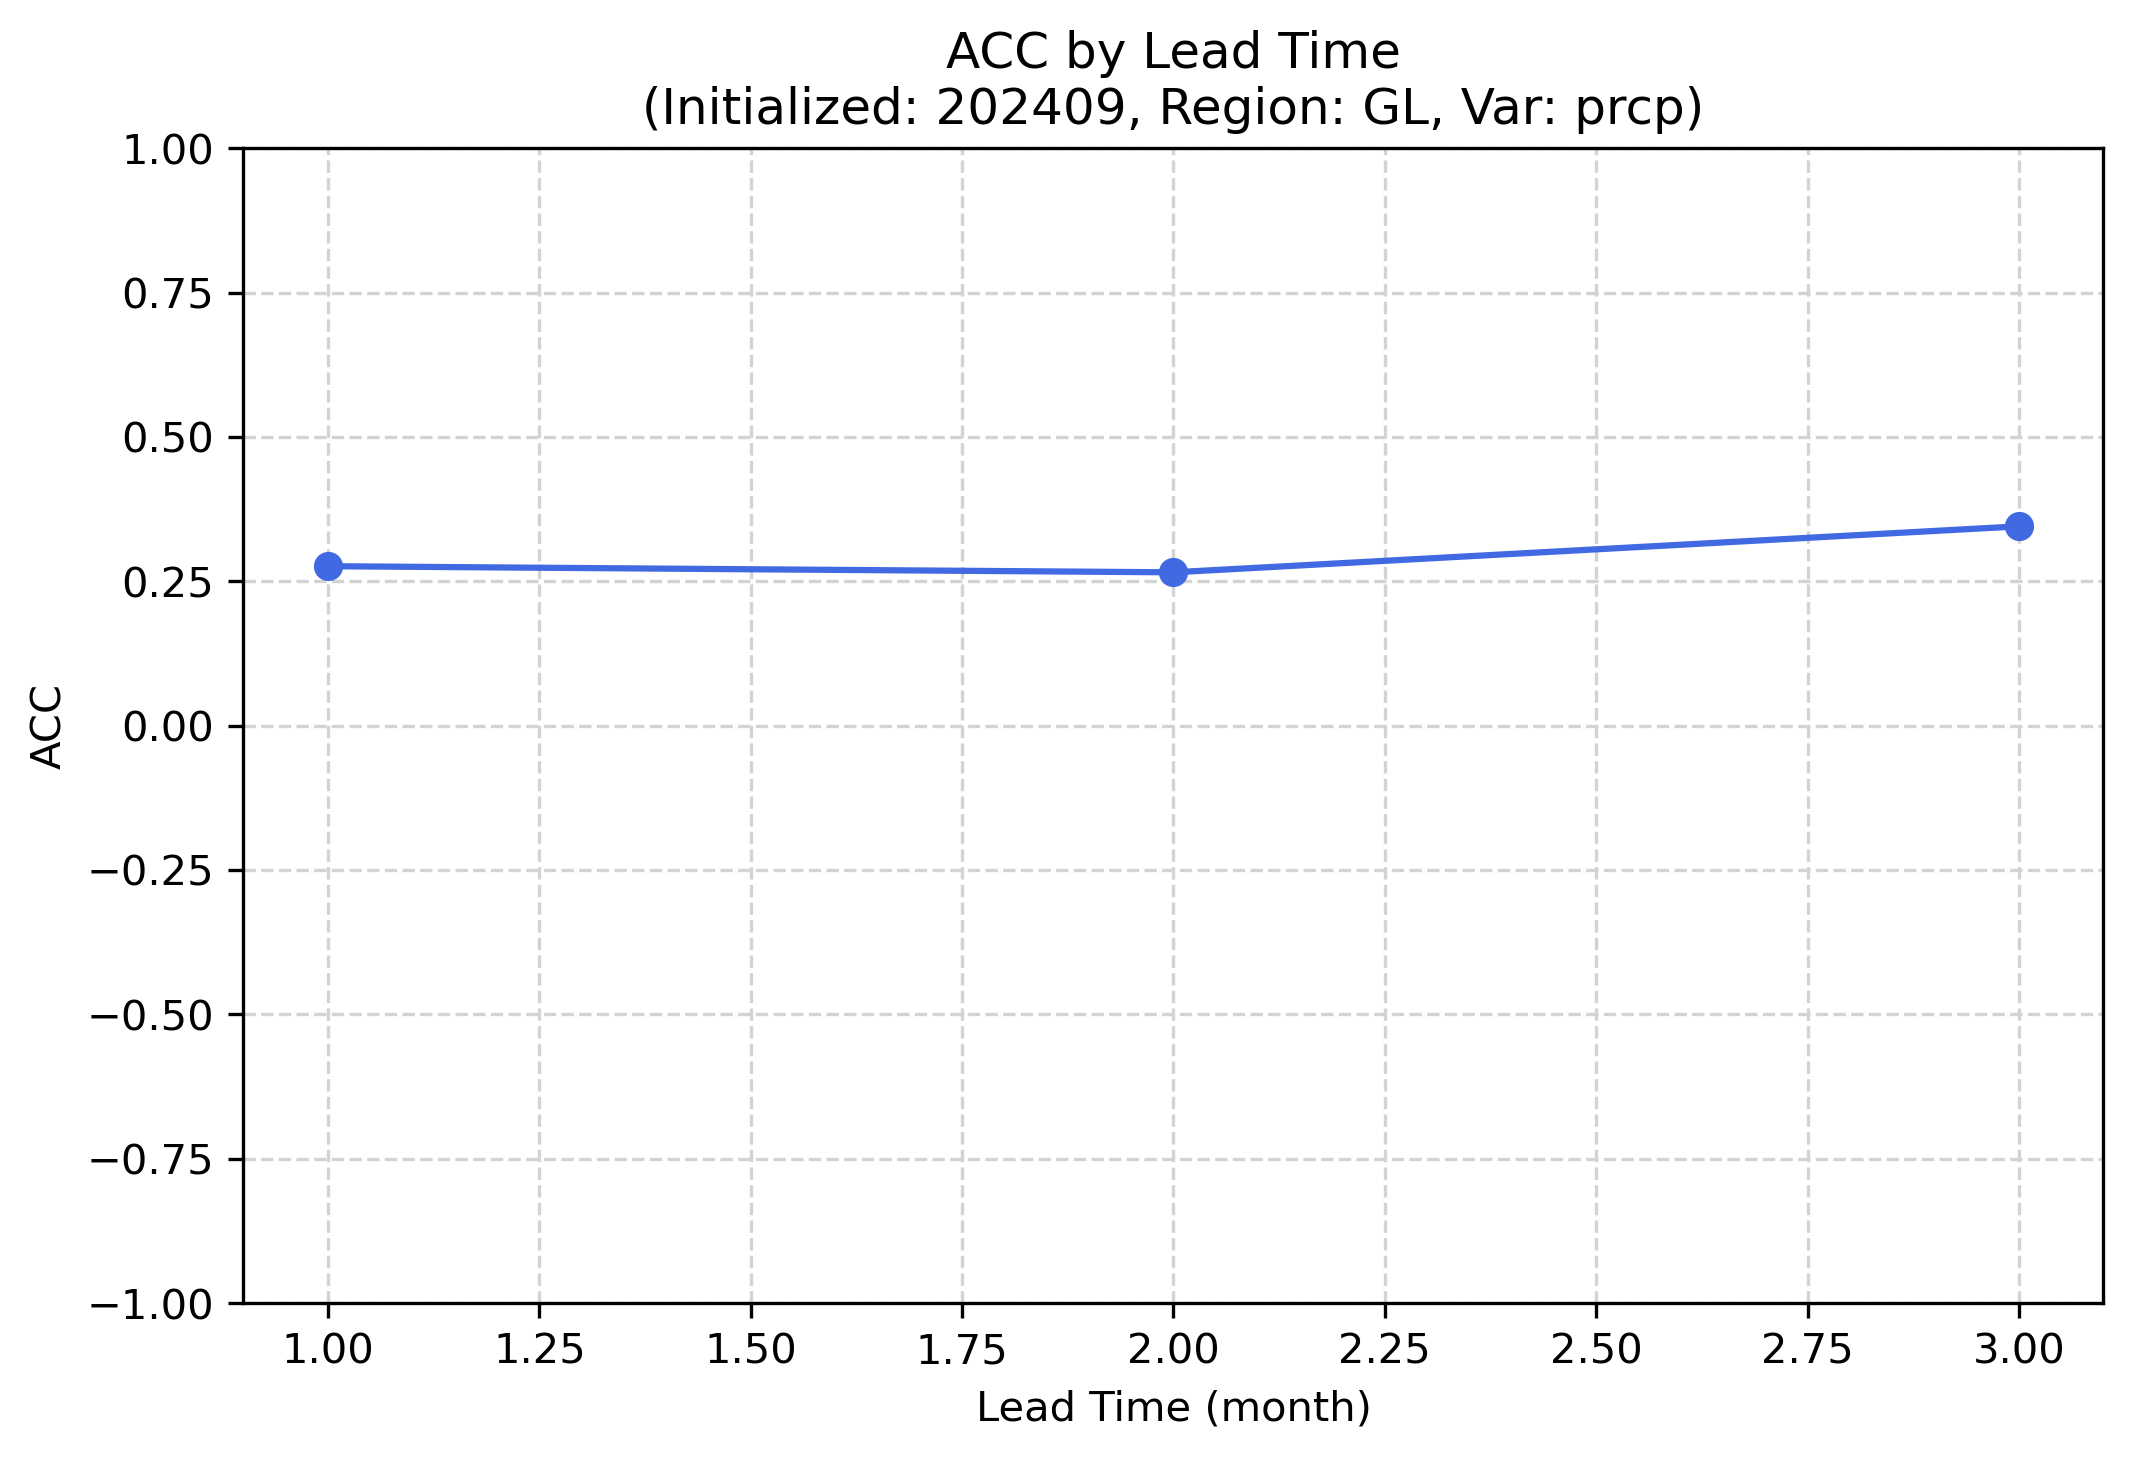 ACC by Lead Time
(Initialized: 202409, Region: GL, Var: prcp)
1.00
0.75
0.50
0.25
0.00
−0.25
−0.50
−0.75
−1.00
ACC
1.00 1.25 1.50 1.75 2.00 2.25 2.50 2.75 3.00
Lead Time (month)